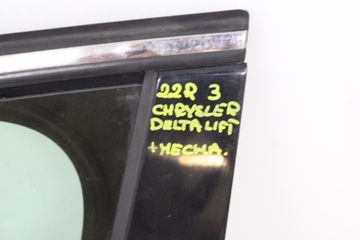 22R 3
CHRYSLER
DELTA LIFT
+MECHA.